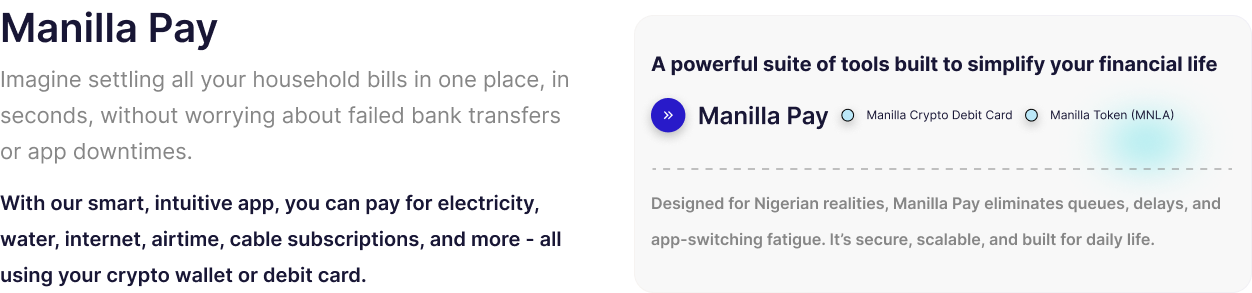 Manilla Pay
Imagine settling all your household bills in one place, in
seconds, without worrying about failed bank transfers
or app downtimes.
With our smart, intuitive app, you can pay for electricity,
water, internet, airtime, cable subscriptions, and more - all
using your crypto wallet or debit card.
A powerful suite of tools built to simplify your financial life
» Manilla Pay Manilla Crypto Debit Card Manilla Token (MNLA)
Designed for Nigerian realities, Manilla Pay eliminates queues, delays, and
app-switching fatigue. It’s secure, scalable, and built for daily life.